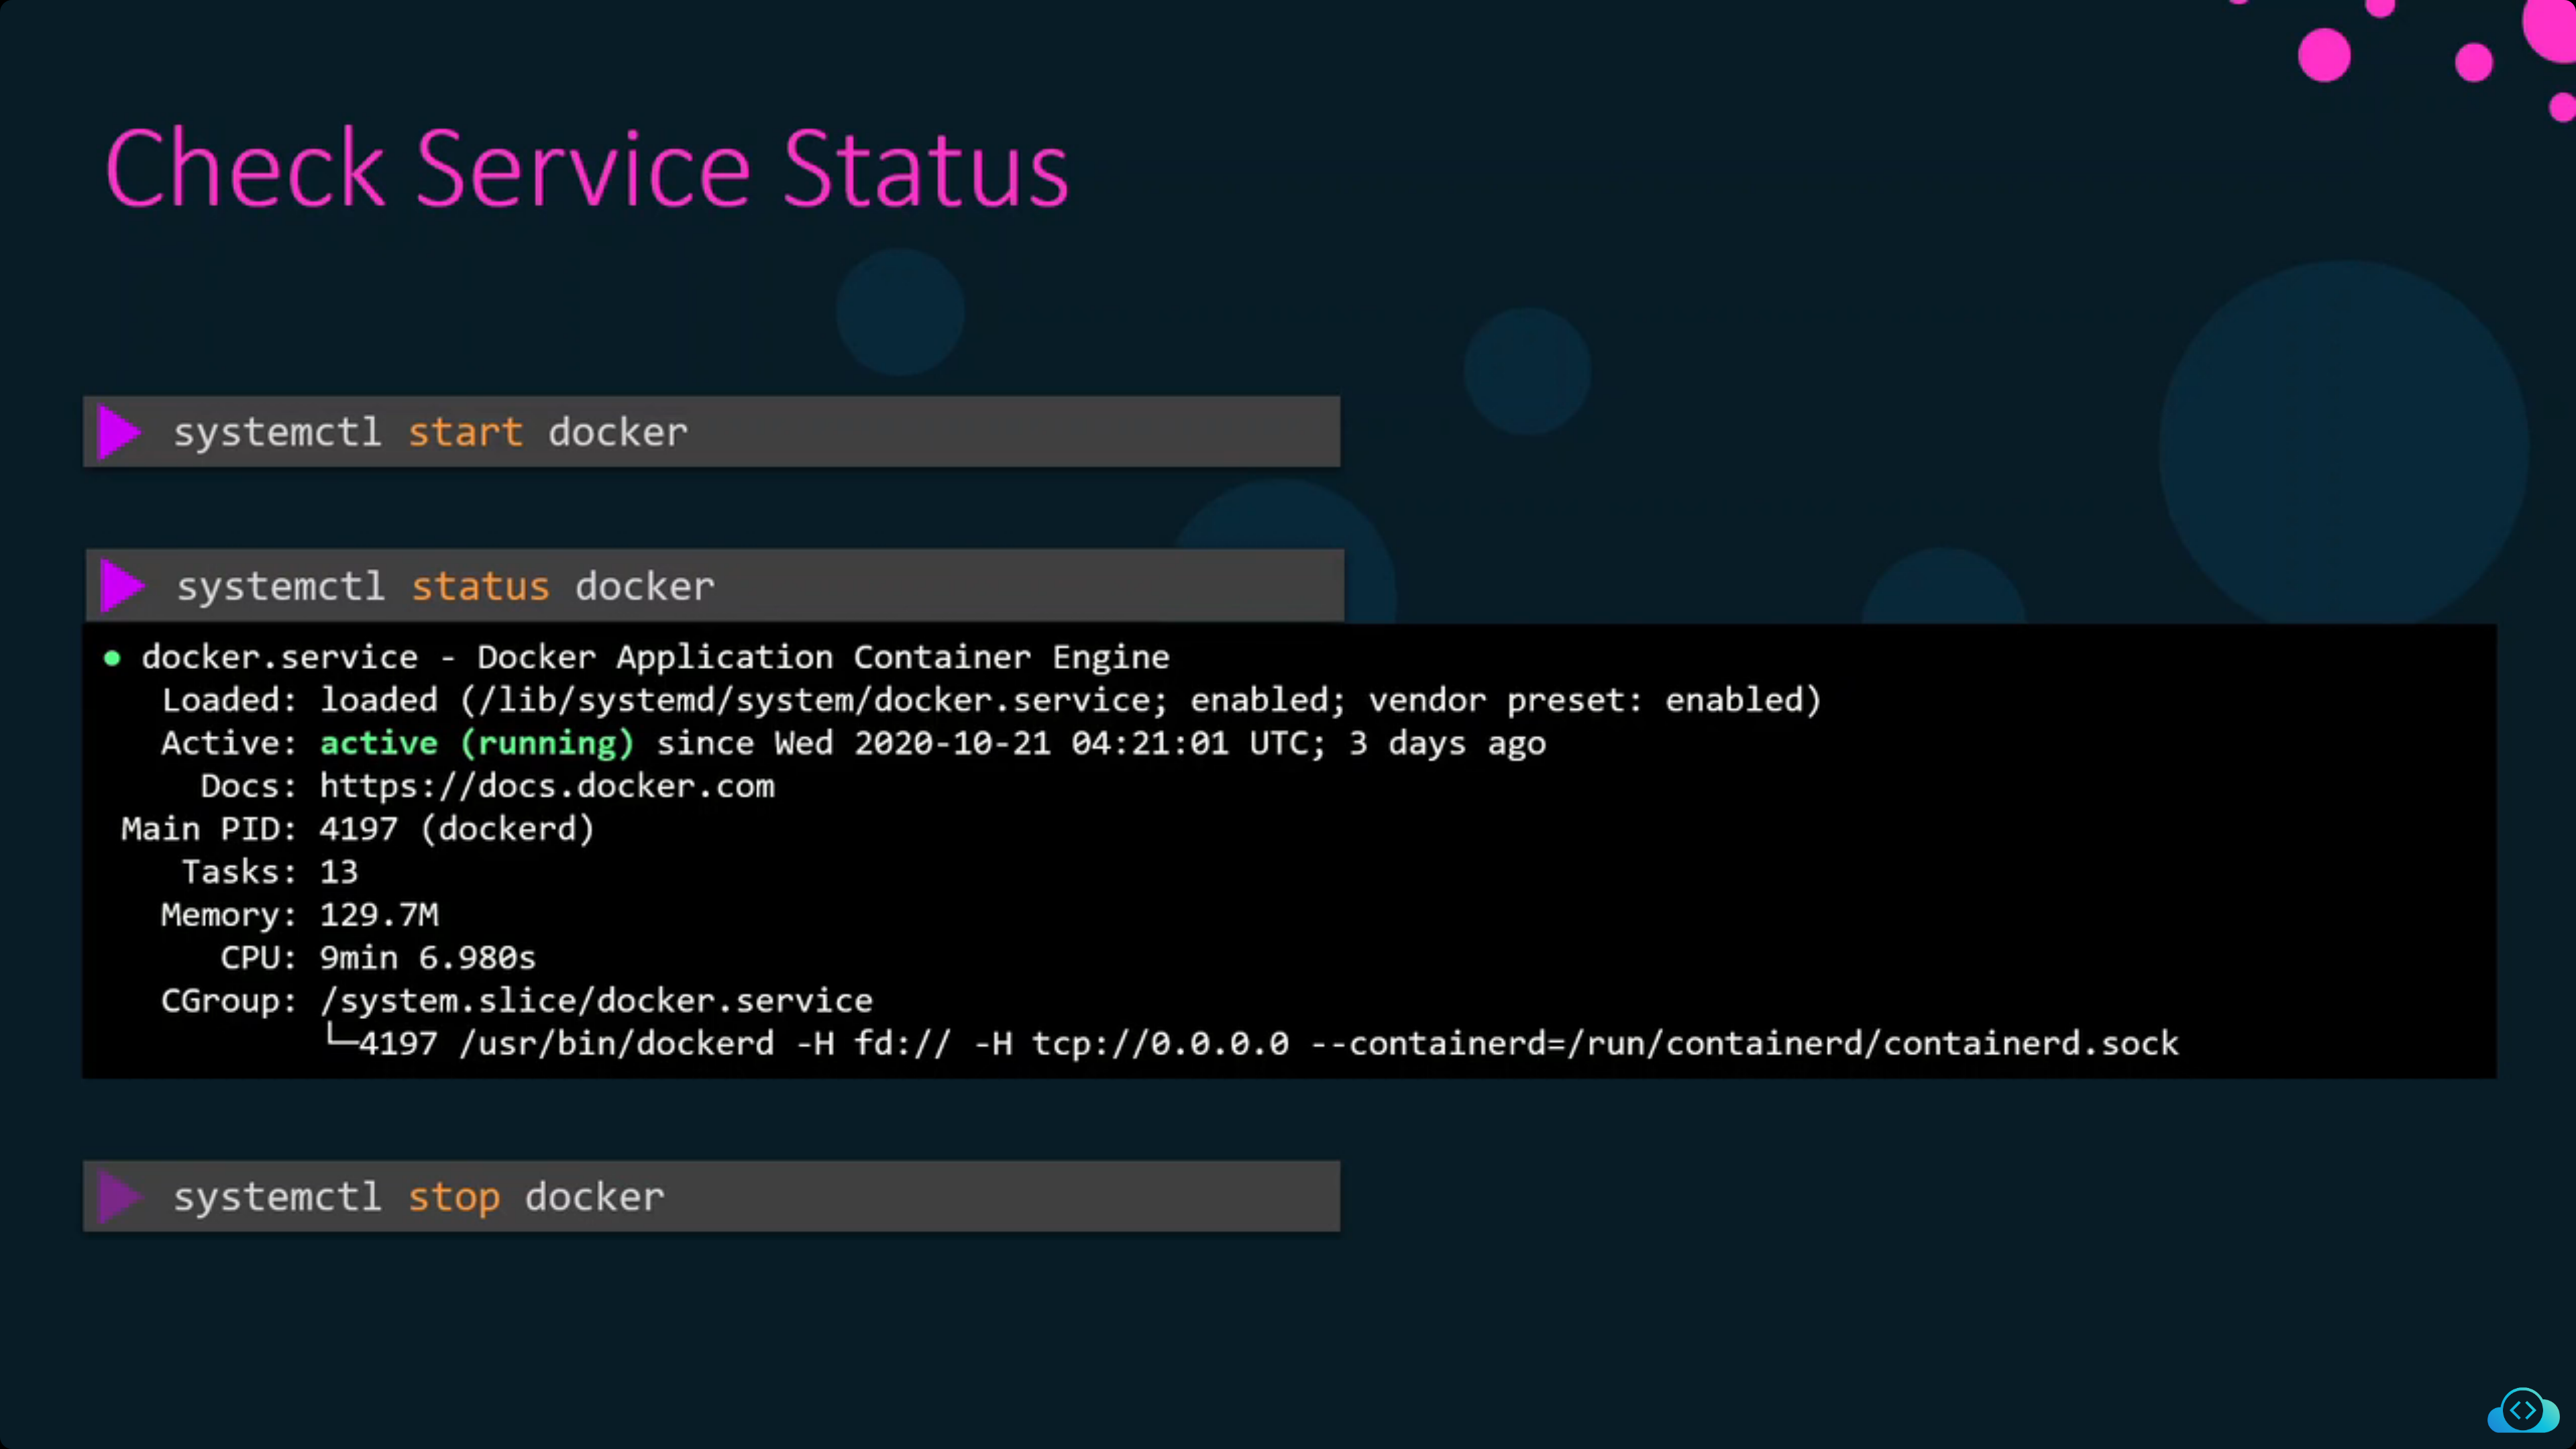 Check Service Status
systemctl start docker
systemctl status docker
● docker.service - Docker Application Container Engine
Loaded: loaded (/lib/systemd/system/docker.service; enabled; vendor preset: enabled)
Active: active (running) since Wed 2020-10-21 04:21:01 UTC; 3 days ago
Docs: https://docs.docker.com
Main PID: 4197 (dockerd)
Tasks: 13
Memory: 129.7M
CPU: 9min 6.980s
CGroup: /system.slice/docker.service
└─4197 /usr/bin/dockerd -H fd:// -H tcp://0.0.0.0 --containerd=/run/containerd/containerd.sock
systemctl stop docker